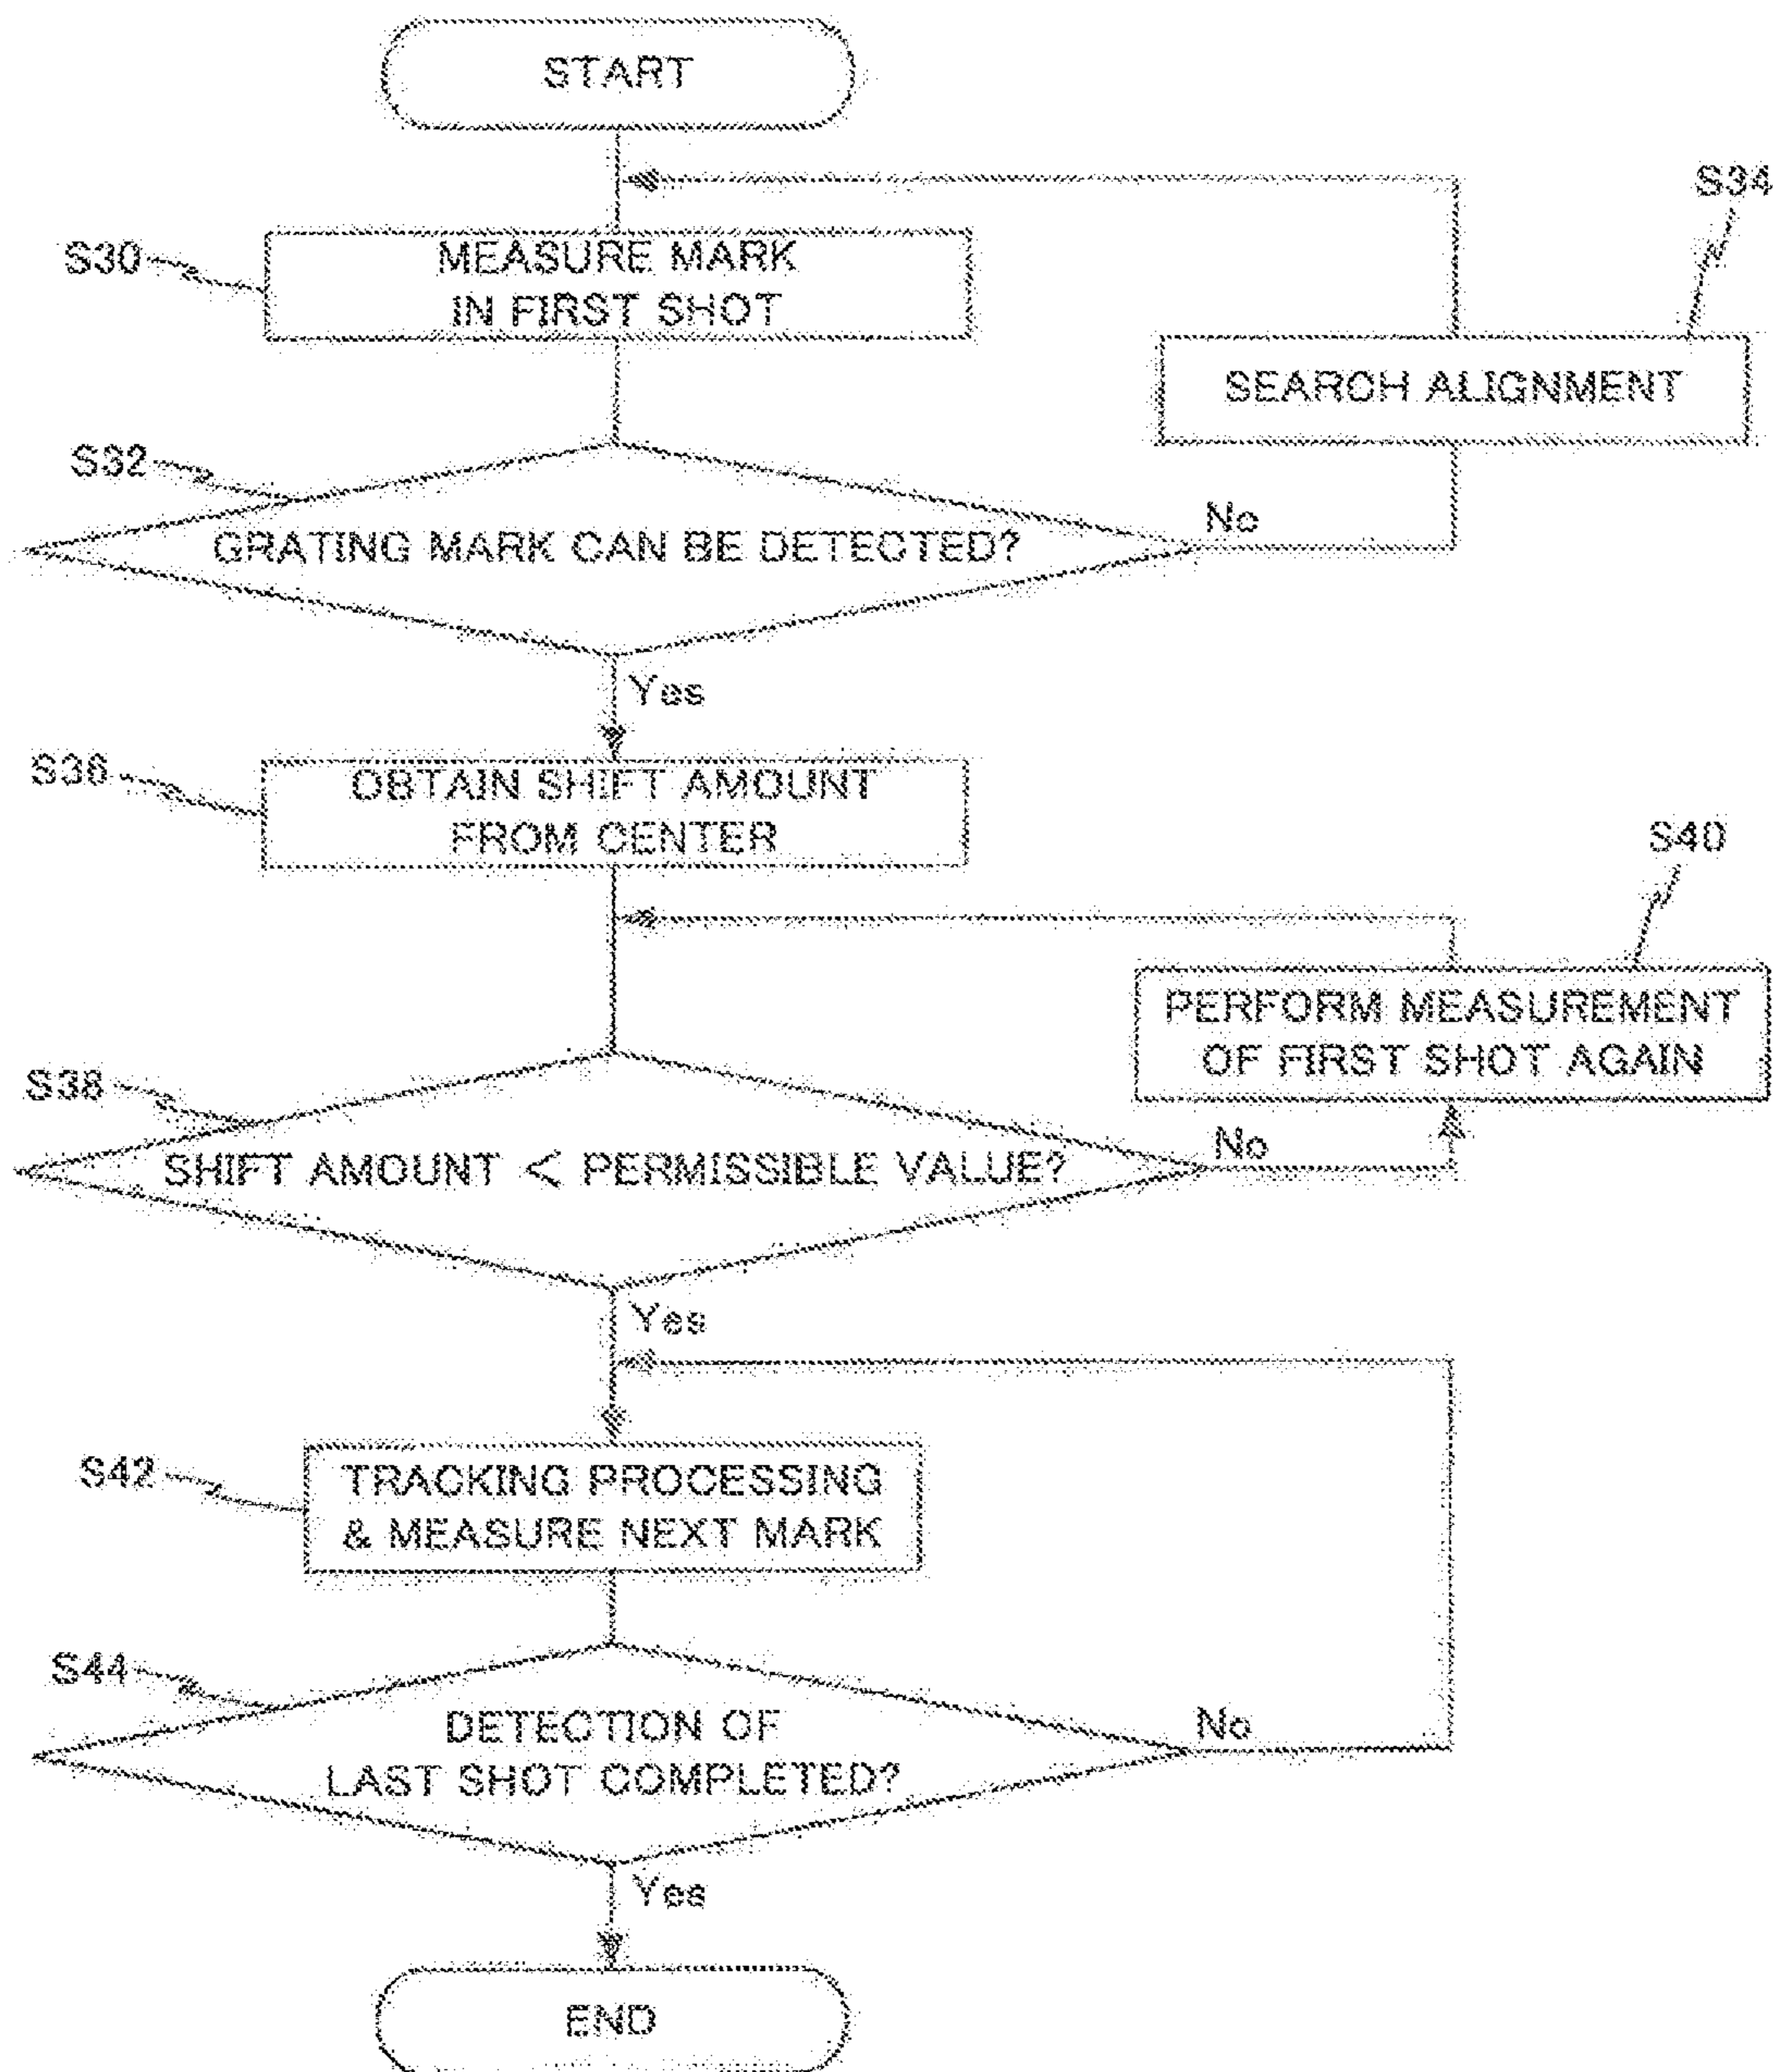 START
S34
S30
MEASURE MARK
IN FIRST SHOT
SEARCH ALIGNMENT
S32
GRATING MARK CAN BE DETECTED?
No
Yes
S36
OBTAIN SHIFT AMOUNT
FROM CENTER
S40
PERFORM MEASUREMENT
OF FIRST SHOT AGAIN
S38
SHIFT AMOUNT < PERMISSIBLE VALUE?
No
Yes
S42
TRACKING PROCESSING
& MEASURE NEXT MARK
S44
DETECTION OF
LAST SHOT COMPLETED?
No
Yes
END